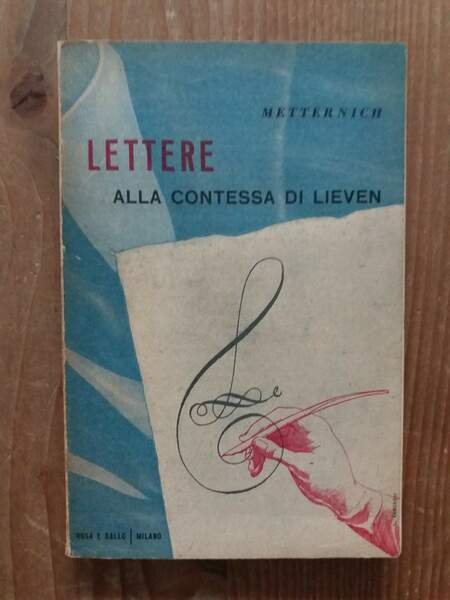 METTERNICH
LETTERE
ALLA CONTESSA DI LIEVEN
ROSA E BALLO | MILANO